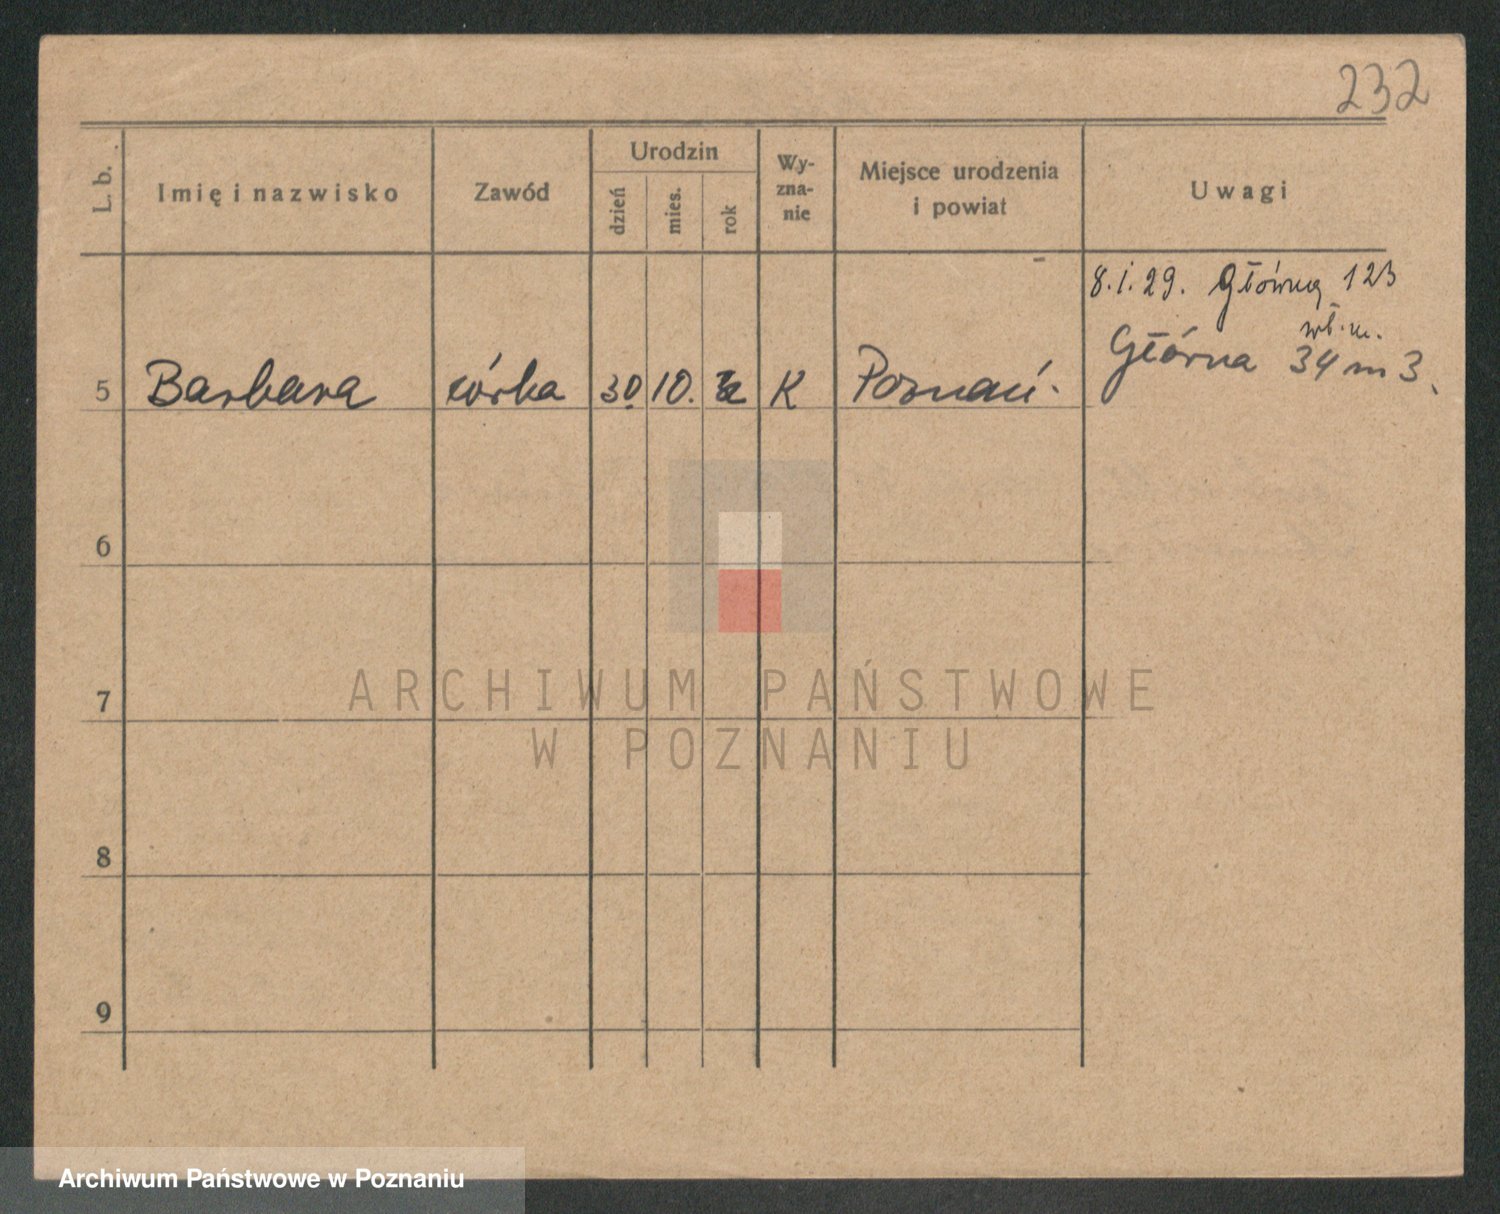 232
L. b.
Imię i nazwisko
Zawód
Urodzin
dzień
mies.
rok
Wy-
zna-
nie
Miejsce urodzenia
i powiat
Uwagi
8. I. 29. Główna 123
wł. m.
Główna 34 m 3.
5 Barbara córka 30 10. K Poznań.
6
7
8
9
ARCHIWUM PAŃSTWOWE
W POZNANIU
Archiwum Państwowe w Poznaniu